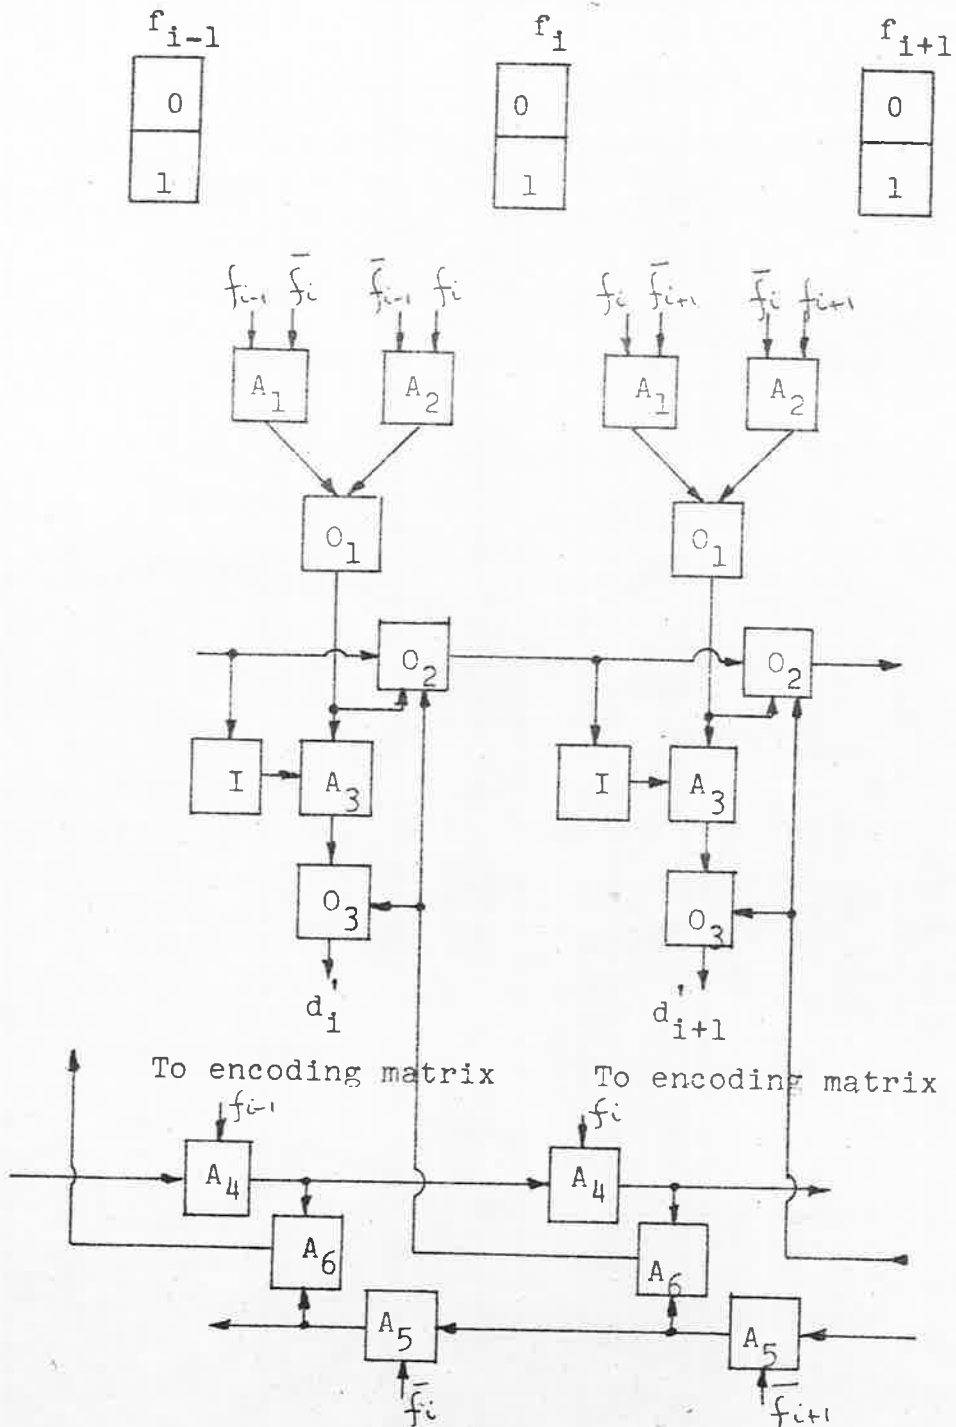 f_{i-1} f_i f_{i+1}
0 0 0
1 1 1
f_{i-1} f̄_i f̄_{i-1} f_i f_i f̄_{i+1} f̄_i f_{i+1}
A_1 A_2 A_1 A_2
O_1 O_1
O_2 O_2
I A_3 I A_3
O_3 O_3
d'_i d'_{i+1}
To encoding matrix To encoding matrix
f_{i-1} f_i
A_4 A_4
A_6 A_6
A_5 A_5
f̄_i f̄_{i+1}